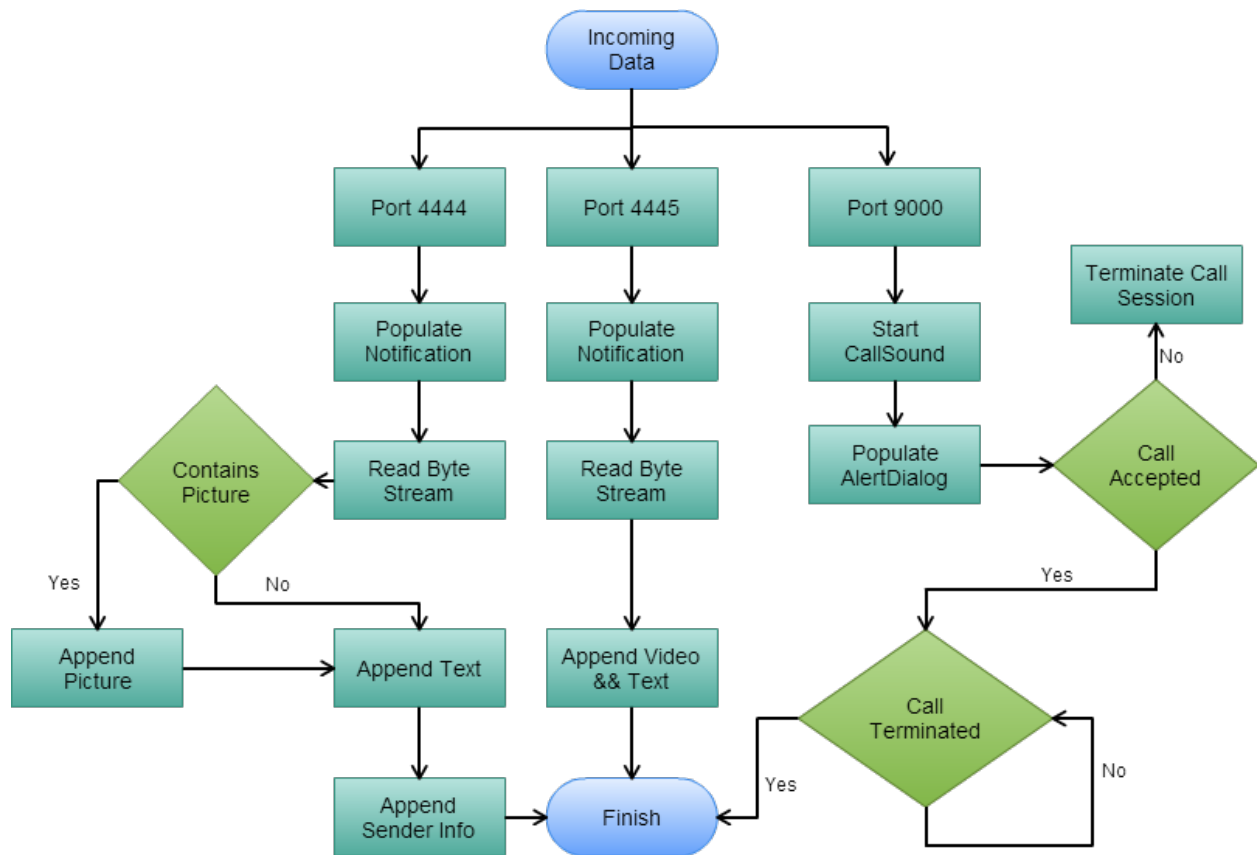 Incoming
Data
Port 4444
Port 4445
Port 9000
Terminate Call
Session
Populate
Notification
Populate
Notification
Start
CallSound
No
Contains
Picture
Read Byte
Stream
Read Byte
Stream
Populate
AlertDialog
Call
Accepted
Yes
No
Yes
Append
Picture
Append Text
Append Video
&& Text
Call
Terminated
Yes
No
Append
Sender Info
Finish